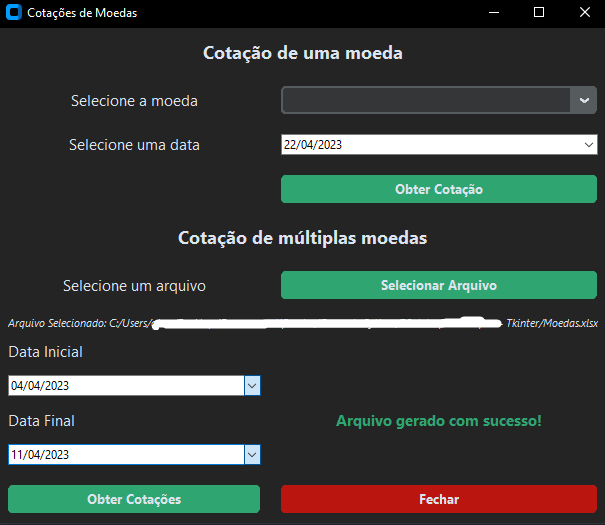 Cotações de Moedas
Cotação de uma moeda
Selecione a moeda
Selecione uma data 22/04/2023
Obter Cotação
Cotação de múltiplas moedas
Selecione um arquivo Selecionar Arquivo
Arquivo Selecionado: C:/Users/ Tkinter/Moedas.xlsx
Data Inicial
04/04/2023
Data Final Arquivo gerado com sucesso!
11/04/2023
Obter Cotações Fechar